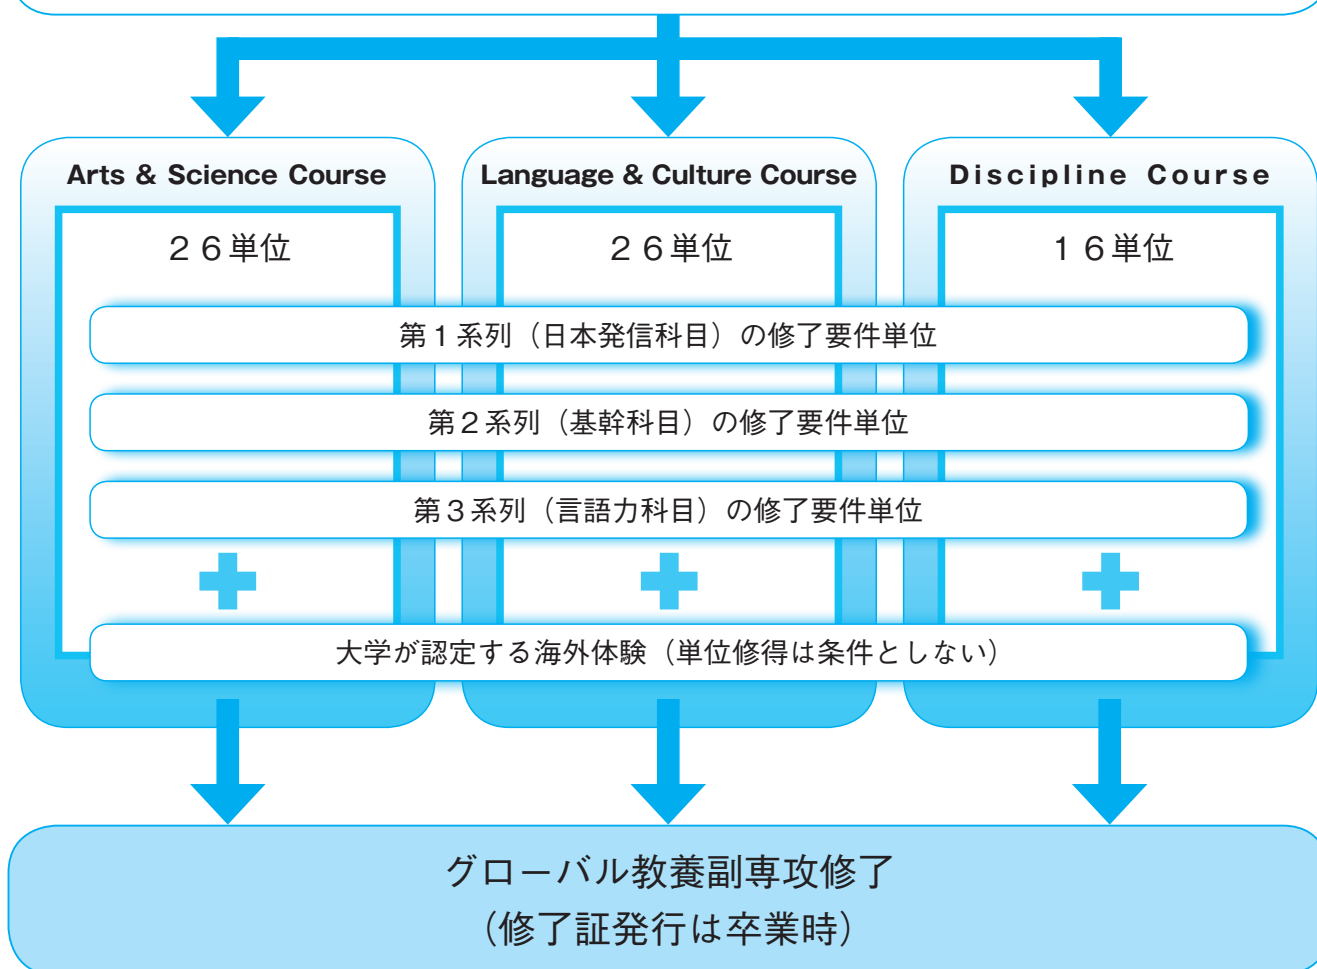 Arts & Science Course
Language & Culture Course
Discipline Course
２６単位
２６単位
１６単位
第１系列（日本発信科目）の修了要件単位
第２系列（基幹科目）の修了要件単位
第３系列（言語力科目）の修了要件単位
大学が認定する海外体験（単位修得は条件としない）
グローバル教養副専攻修了
（修了証発行は卒業時）